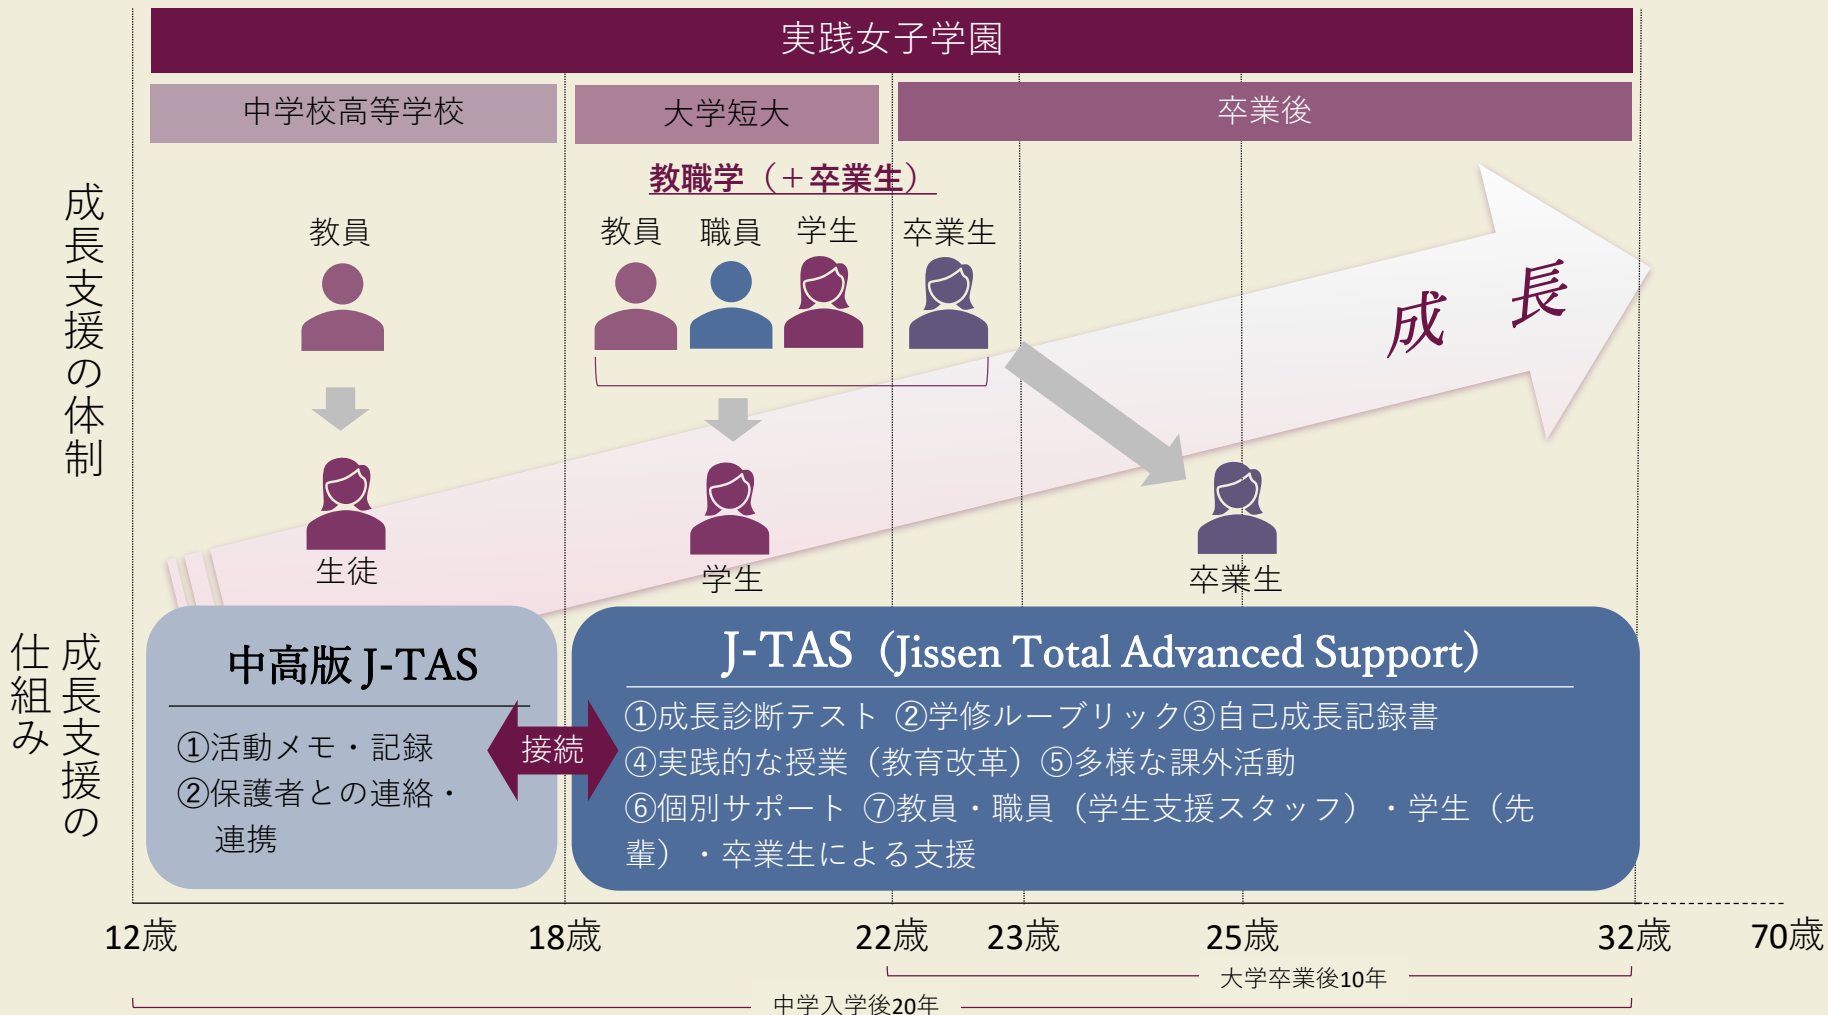 実践女子学園
中学校高等学校
大学短大
卒業後
成長支援の体制
教職学（＋卒業生）
教員
教員
職員
学生
卒業生
成　長
生徒
学生
卒業生
成長支援の
仕組み
中高版 J-TAS
①活動メモ・記録
②保護者との連絡・
連携
接続
J-TAS（Jissen Total Advanced Support）
①成長診断テスト ②学修ルーブリック③自己成長記録書
④実践的な授業（教育改革）⑤多様な課外活動
⑥個別サポート ⑦教員・職員（学生支援スタッフ）・学生（先
輩）・卒業生による支援
12歳
18歳
22歳
23歳
25歳
32歳
70歳
大学卒業後10年
中学入学後20年